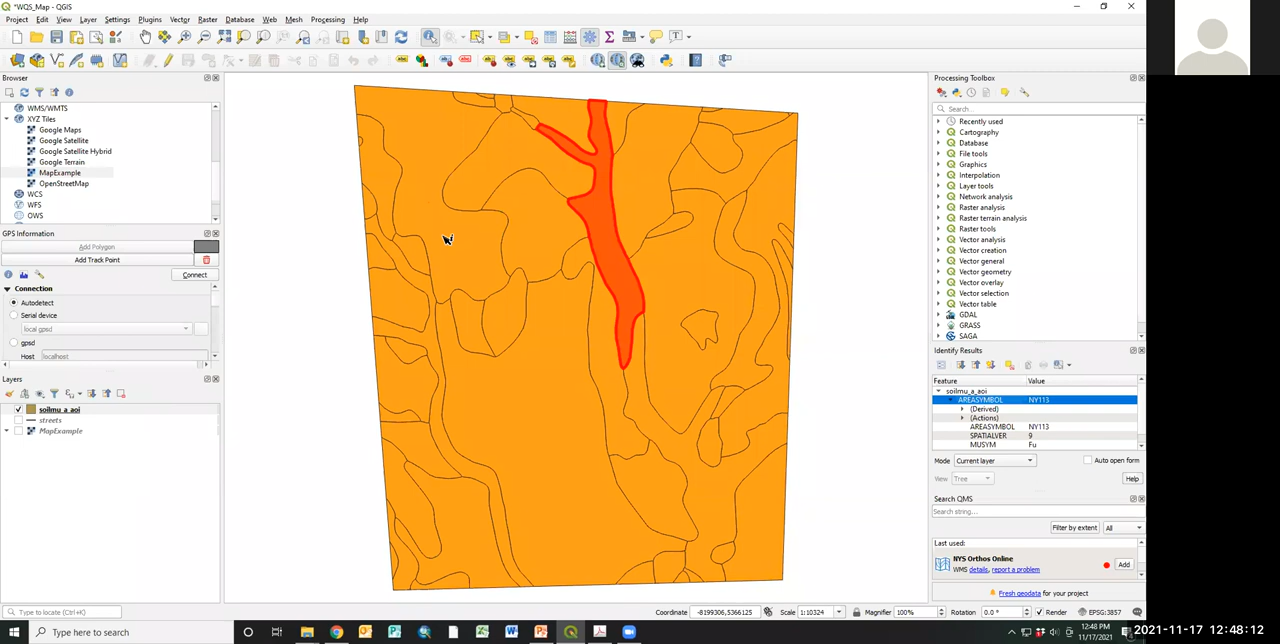 *WQS_Map - QGIS
Project Edit View Layer Settings Plugins Vector Raster Database Web Mesh Processing Help
Browser
WMS/WMTS
XYZ Tiles
Google Maps
Google Satellite
Google Satellite Hybrid
Google Terrain
MapExample
OpenStreetMap
WCS
WFS
OWS
GPS Information
Add Polygon
Add Track Point
Connect
Connection
Autodetect
Serial device
local gpsd
gpsd
Host localhost
Layers
soilmu_a_aoi
streets
MapExample
Processing Toolbox
Search...
Recently used
Cartography
Database
File tools
Graphics
Interpolation
Layer tools
Network analysis
Raster analysis
Raster terrain analysis
Raster tools
Vector analysis
Vector creation
Vector general
Vector geometry
Vector overlay
Vector selection
Vector table
GDAL
GRASS
SAGA
Identify Results
Feature Value
soilmu_a_aoi
AREASYMBOL NY113
(Derived)
(Actions)
AREASYMBOL NY113
SPATIALVER 9
MUSYM Fu
Mode Current layer Auto open form
View Tree Help
Search QMS
Search string...
Filter by extent All
Last used:
NYS Orthos Online
WMS details, report a problem Add
Fresh geodata for your project
Type to locate (Ctrl+K) Coordinate -8199306,5366125 Scale 1:10324 Magnifier 100% Rotation 0.0 ° Render EPSG:3857
Type here to search
12:48 PM
11/17/2021
2021-11-17 12:48:12